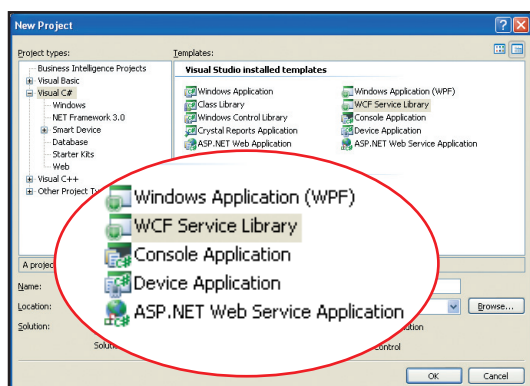 New Project
Project types:
Templates:
Business Intelligence Projects
Visual Basic
Visual C#
Windows
NET Framework 3.0
Smart Device
Database
Starter Kits
Web
Visual C++
Other Project Ty
Visual Studio installed templates
Windows Application
Class Library
Windows Control Library
Crystal Reports Application
ASP.NET Web Application
Windows Application (WPF)
WCF Service Library
Console Application
Device Application
ASP.NET Web Service Application
Windows Application (WPF)
WCF Service Library
Console Application
Device Application
ASP.NET Web Service Application
A projec
Name:
Location:
Browse...
Solution:
Solu
ution
ontrol
OK
Cancel